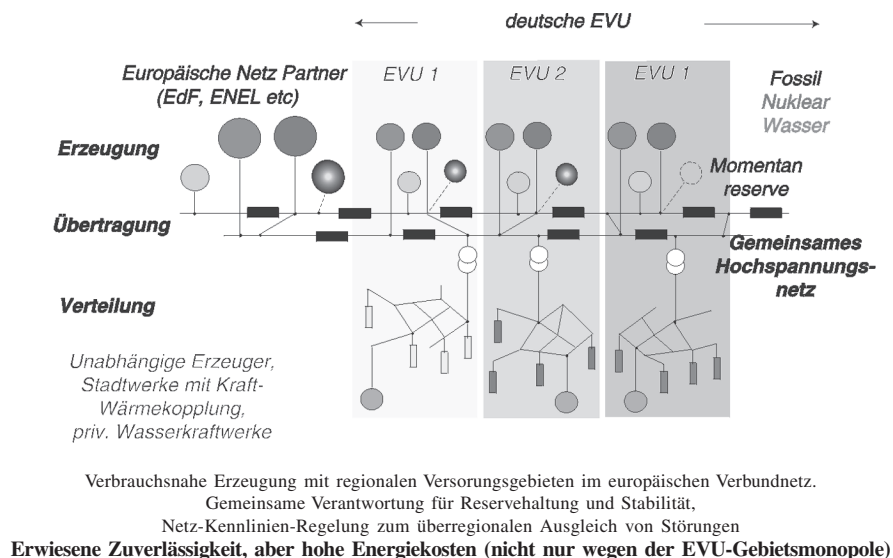 deutsche EVU
Europäische Netz Partner
(EdF, ENEL etc)
EVU 1
EVU 2
EVU 1
Fossil
Nuklear
Wasser
Erzeugung
Momentan
reserve
Übertragung
Gemeinsames
Hochspannungs-
netz
Verteilung
Unabhängige Erzeuger,
Stadtwerke mit Kraft-
Wärmekopplung,
priv. Wasserkraftwerke
Verbrauchsnahe Erzeugung mit regionalen Versorungsgebieten im europäischen Verbundnetz.
Gemeinsame Verantwortung für Reservehaltung und Stabilität,
Netz-Kennlinien-Regelung zum überregionalen Ausgleich von Störungen
Erwiesene Zuverlässigkeit, aber hohe Energiekosten (nicht nur wegen der EVU-Gebietsmonopole)